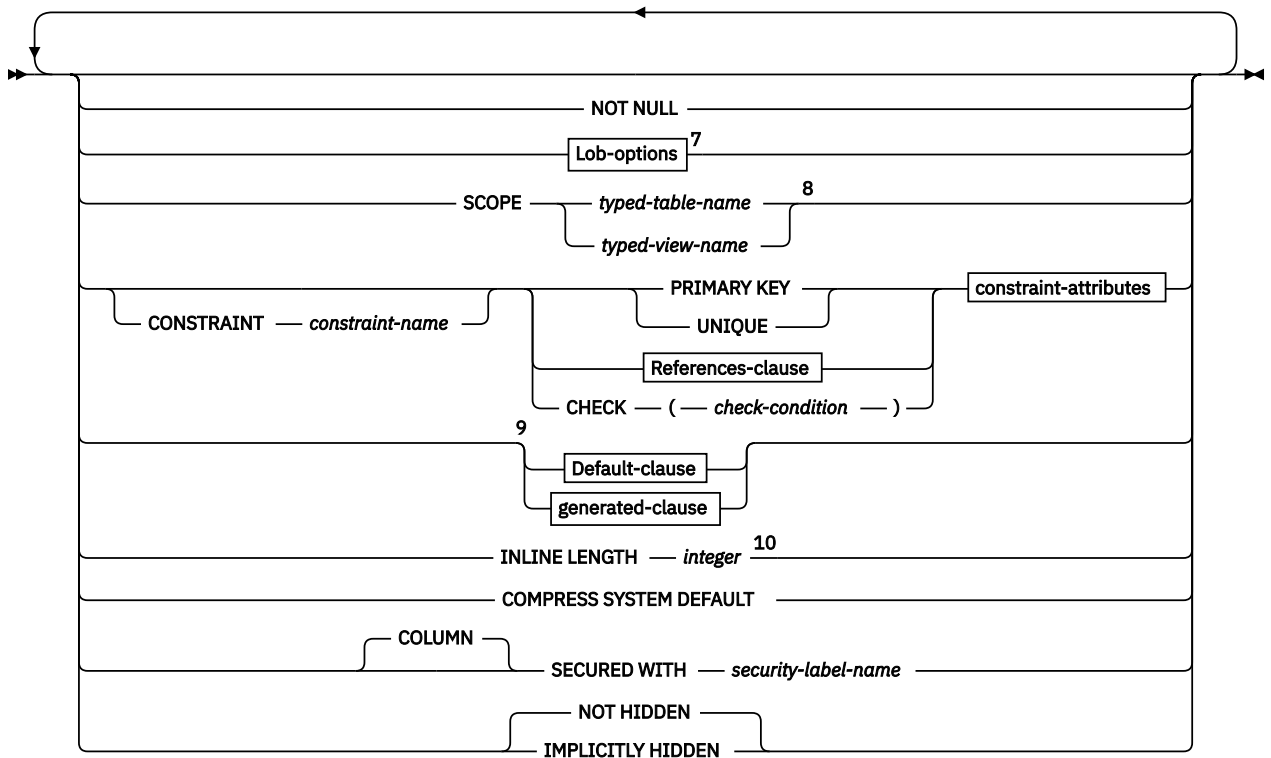 NOT NULL
Lob-options 7
SCOPE typed-table-name 8
typed-view-name
PRIMARY KEY constraint-attributes
CONSTRAINT constraint-name UNIQUE
References-clause
CHECK ( check-condition )
9
Default-clause
generated-clause
INLINE LENGTH integer 10
COMPRESS SYSTEM DEFAULT
COLUMN
SECURED WITH security-label-name
NOT HIDDEN
IMPLICITLY HIDDEN